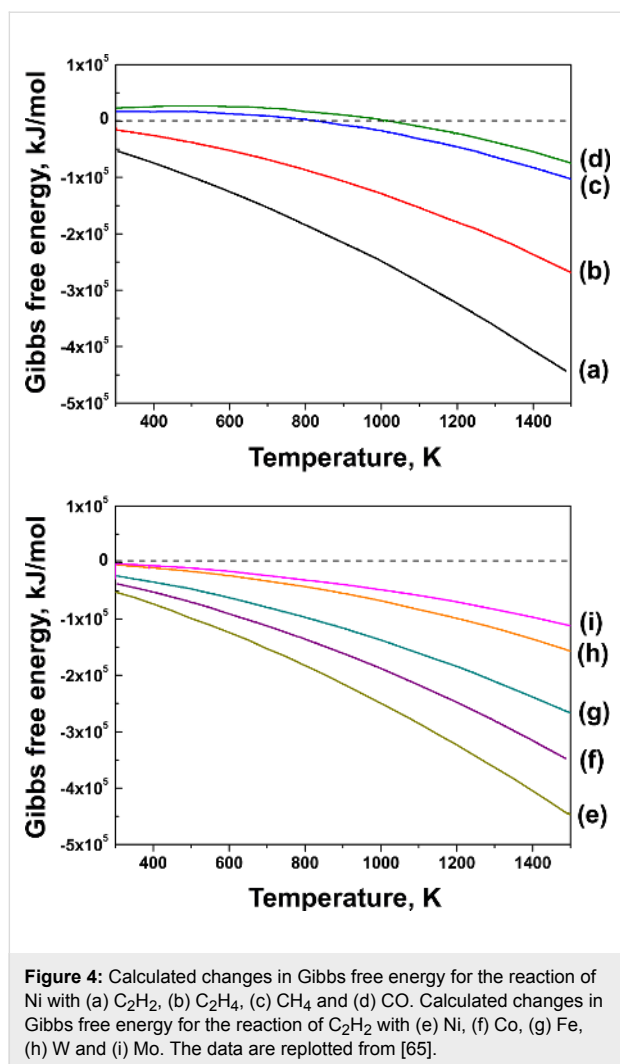 1x10⁵
0
-1x10⁵
-2x10⁵
-3x10⁵
-4x10⁵
-5x10⁵
Gibbs free energy, kJ/mol
(d)
(c)
(b)
(a)
400 600 800 1000 1200 1400
Temperature, K
1x10⁵
0
-1x10⁵
-2x10⁵
-3x10⁵
-4x10⁵
-5x10⁵
Gibbs free energy, kJ/mol
(i)
(h)
(g)
(f)
(e)
400 600 800 1000 1200 1400
Temperature, K
Figure 4: Calculated changes in Gibbs free energy for the reaction of
Ni with (a) C₂H₂, (b) C₂H₄, (c) CH₄ and (d) CO. Calculated changes in
Gibbs free energy for the reaction of C₂H₂ with (e) Ni, (f) Co, (g) Fe,
(h) W and (i) Mo. The data are replotted from [65].